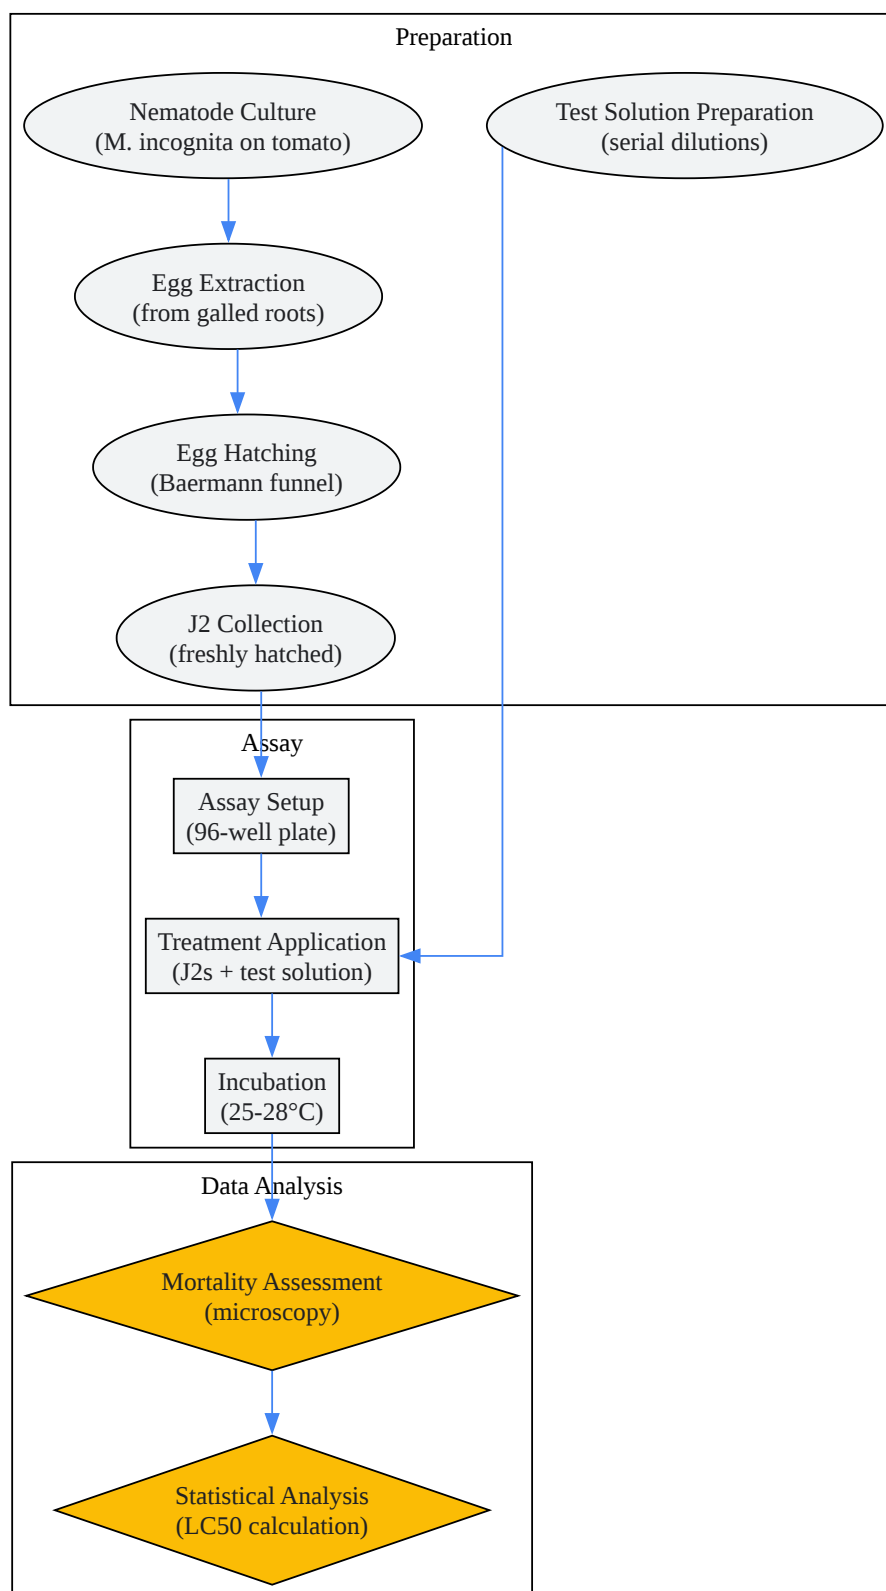 Preparation
Nematode Culture
(M. incognita on tomato)
Test Solution Preparation
(serial dilutions)
Egg Extraction
(from galled roots)
Egg Hatching
(Baermann funnel)
J2 Collection
(freshly hatched)
Assay
Assay Setup
(96-well plate)
Treatment Application
(J2s + test solution)
Incubation
(25-28°C)
Data Analysis
Mortality Assessment
(microscopy)
Statistical Analysis
(LC50 calculation)